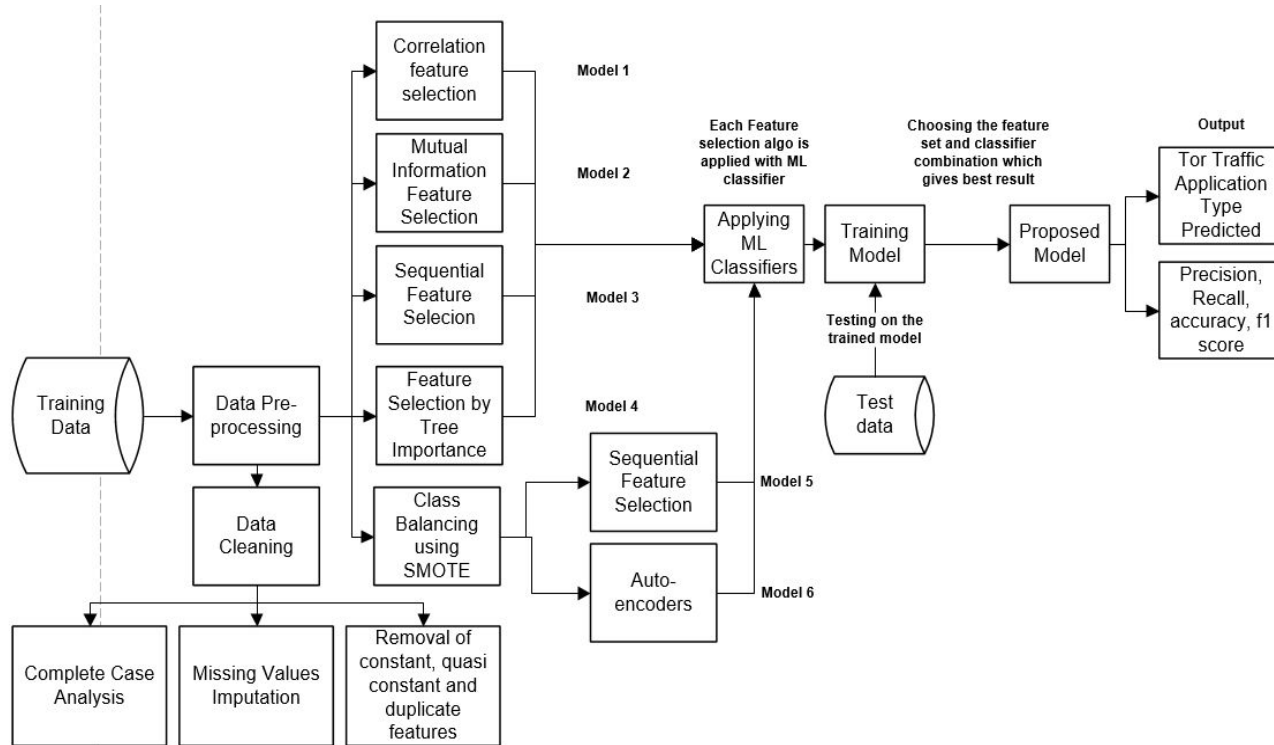 Correlation
feature
selection
Model 1
Mutual
Information
Feature
Selection
Model 2
Sequential
Feature
Selecion
Model 3
Feature
Selection by
Tree
Importance
Model 4
Training
Data
Data Pre-
processing
Data
Cleaning
Complete Case
Analysis
Missing Values
Imputation
Removal of
constant, quasi
constant and
duplicate
features
Class
Balancing
using
SMOTE
Sequential
Feature
Selection
Model 5
Auto-
encoders
Model 6
Each Feature
selection algo is
applied with ML
classifier
Applying
ML
Classifiers
Training
Model
Testing on the
trained model
Test
data
Choosing the feature
set and classifier
combination which
gives best result
Proposed
Model
Output
Tor Traffic
Application
Type
Predicted
Precision,
Recall,
accuracy, f1
score